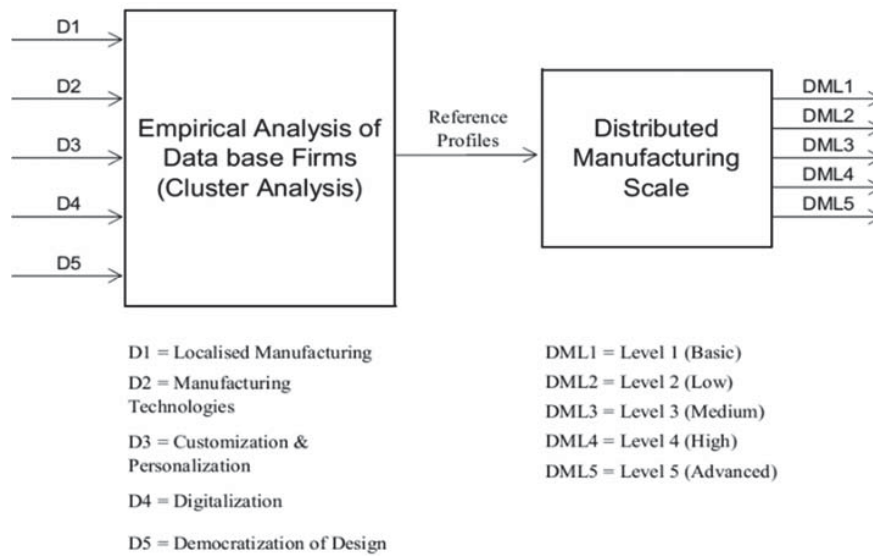 D1
D2
D3
D4
D5
Empirical Analysis of
Data base Firms
(Cluster Analysis)
Reference
Profiles
Distributed
Manufacturing
Scale
DML1
DML2
DML3
DML4
DML5
D1 = Localised Manufacturing
D2 = Manufacturing
Technologies
D3 = Customization &
Personalization
D4 = Digitalization
D5 = Democratization of Design
DML1 = Level 1 (Basic)
DML2 = Level 2 (Low)
DML3 = Level 3 (Medium)
DML4 = Level 4 (High)
DML5 = Level 5 (Advanced)